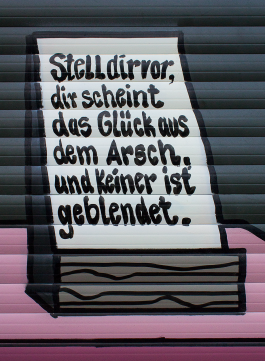 Stell dir vor,
dir scheint
das Glück aus
dem Arsch.
und keiner ist
geblendet.